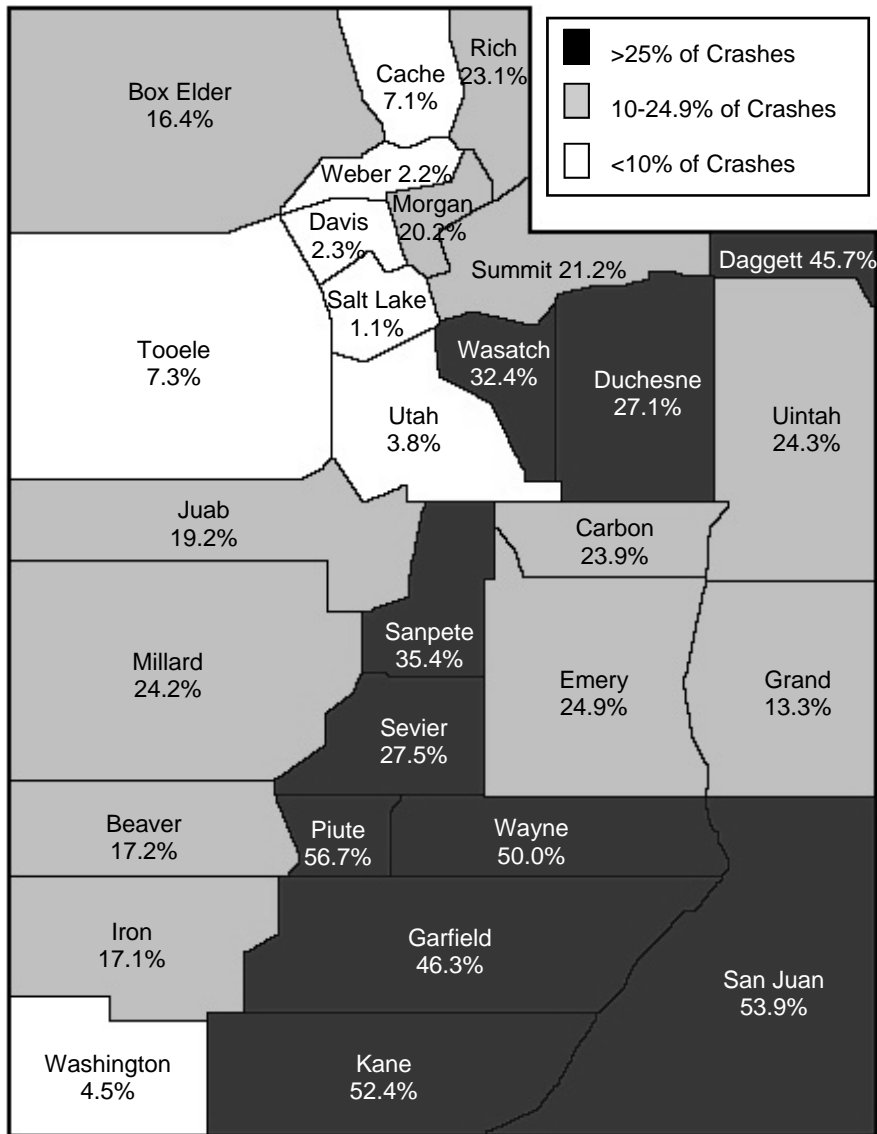 >25% of Crashes
10-24.9% of Crashes
<10% of Crashes
Rich
23.1%
Cache
7.1%
Box Elder
16.4%
Weber 2.2%
Morgan
20.2%
Davis
2.3%
Summit 21.2%
Daggett 45.7%
Salt Lake
1.1%
Tooele
7.3%
Wasatch
32.4%
Duchesne
27.1%
Uintah
24.3%
Utah
3.8%
Juab
19.2%
Carbon
23.9%
Sanpete
35.4%
Millard
24.2%
Emery
24.9%
Grand
13.3%
Sevier
27.5%
Beaver
17.2%
Piute
56.7%
Wayne
50.0%
Iron
17.1%
Garfield
46.3%
San Juan
53.9%
Washington
4.5%
Kane
52.4%